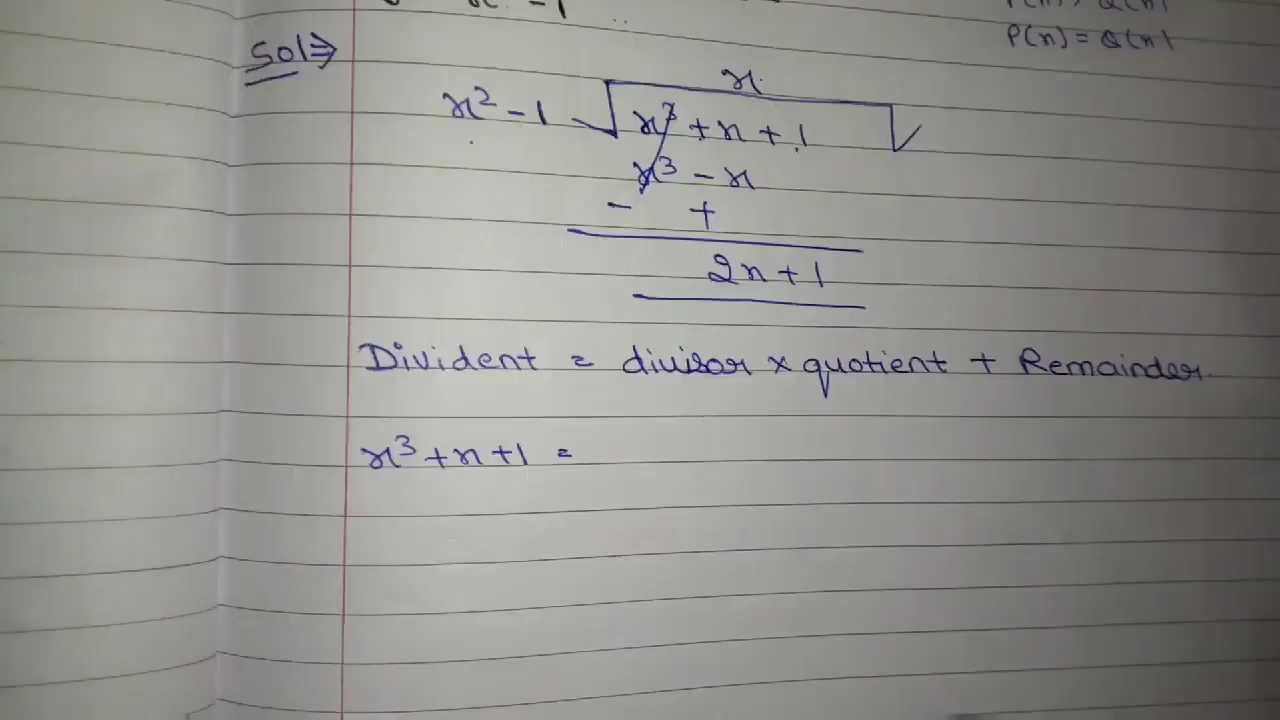 P(n) = Q(n)
Sol⇒
x
x² - 1 √ x³ + x + 1
x³ - x
- +
2x + 1
Divident = divisor × quotient + Remainder
x³ + x + 1 =